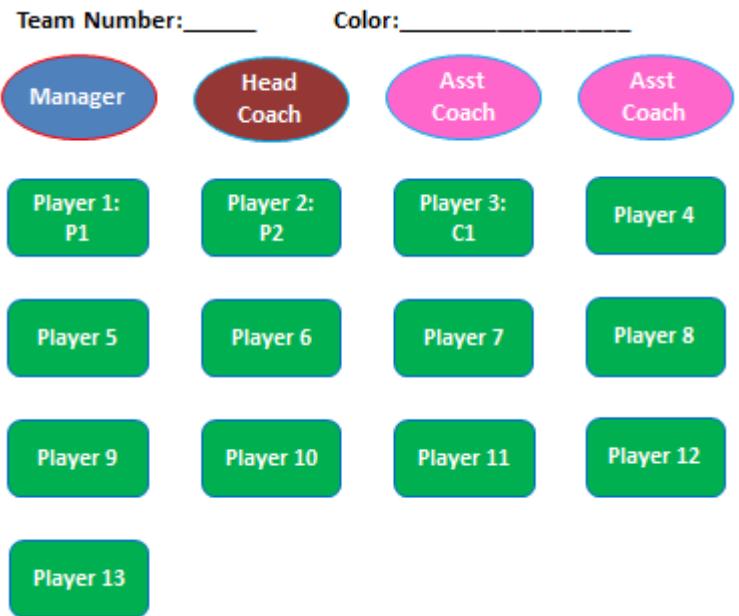 Team Number:______ Color:___________________
Manager
Head
Coach
Asst
Coach
Asst
Coach
Player 1:
P1
Player 2:
P2
Player 3:
C1
Player 4
Player 5
Player 6
Player 7
Player 8
Player 9
Player 10
Player 11
Player 12
Player 13